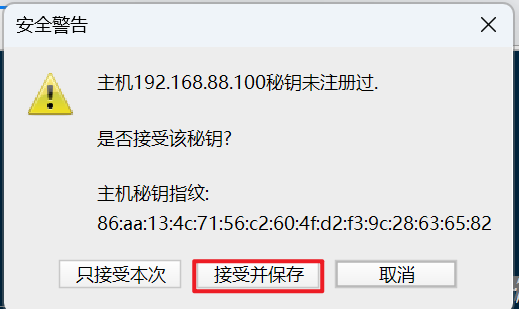 安全警告
主机192.168.88.100秘钥未注册过.
是否接受该秘钥?
主机秘钥指纹:
86:aa:13:4c:71:56:c2:60:4f:d2:f3:9c:28:63:65:82
只接受本次 接受并保存 取消